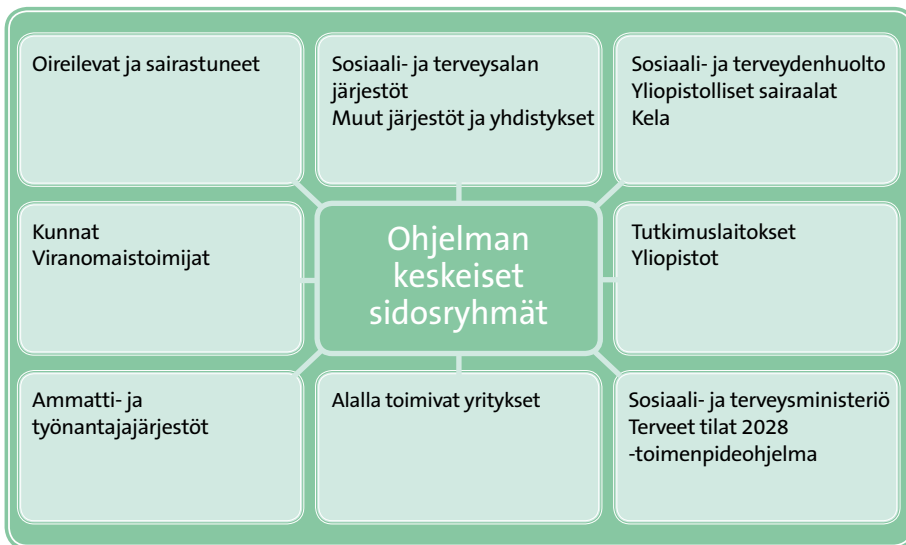 Oireilevat ja sairastuneet
Sosiaali- ja terveysalan
järjestöt
Muut järjestöt ja yhdistykset
Sosiaali- ja terveydenhuolto
Yliopistolliset sairaalat
Kela
Kunnat
Viranomaistoimijat
Ohjelman
keskeiset
sidosryhmät
Tutkimuslaitokset
Yliopistot
Ammatti- ja
työnantajajärjestöt
Alalla toimivat yritykset
Sosiaali- ja terveysministeriö
Terveet tilat 2028
-toimenpideohjelma